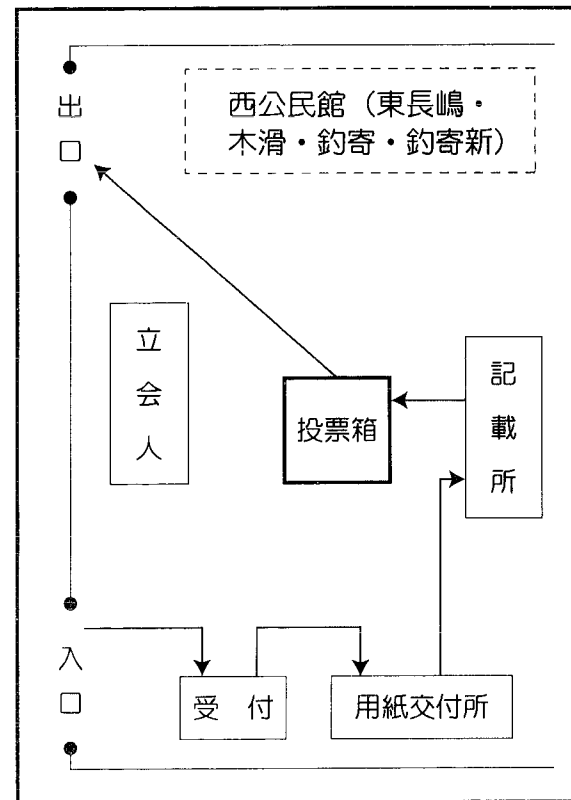 西公民館（東長嶋・
木滑・釣寄・釣寄新）
出口
立会人
投票箱
記載所
入口
受付
用紙交付所